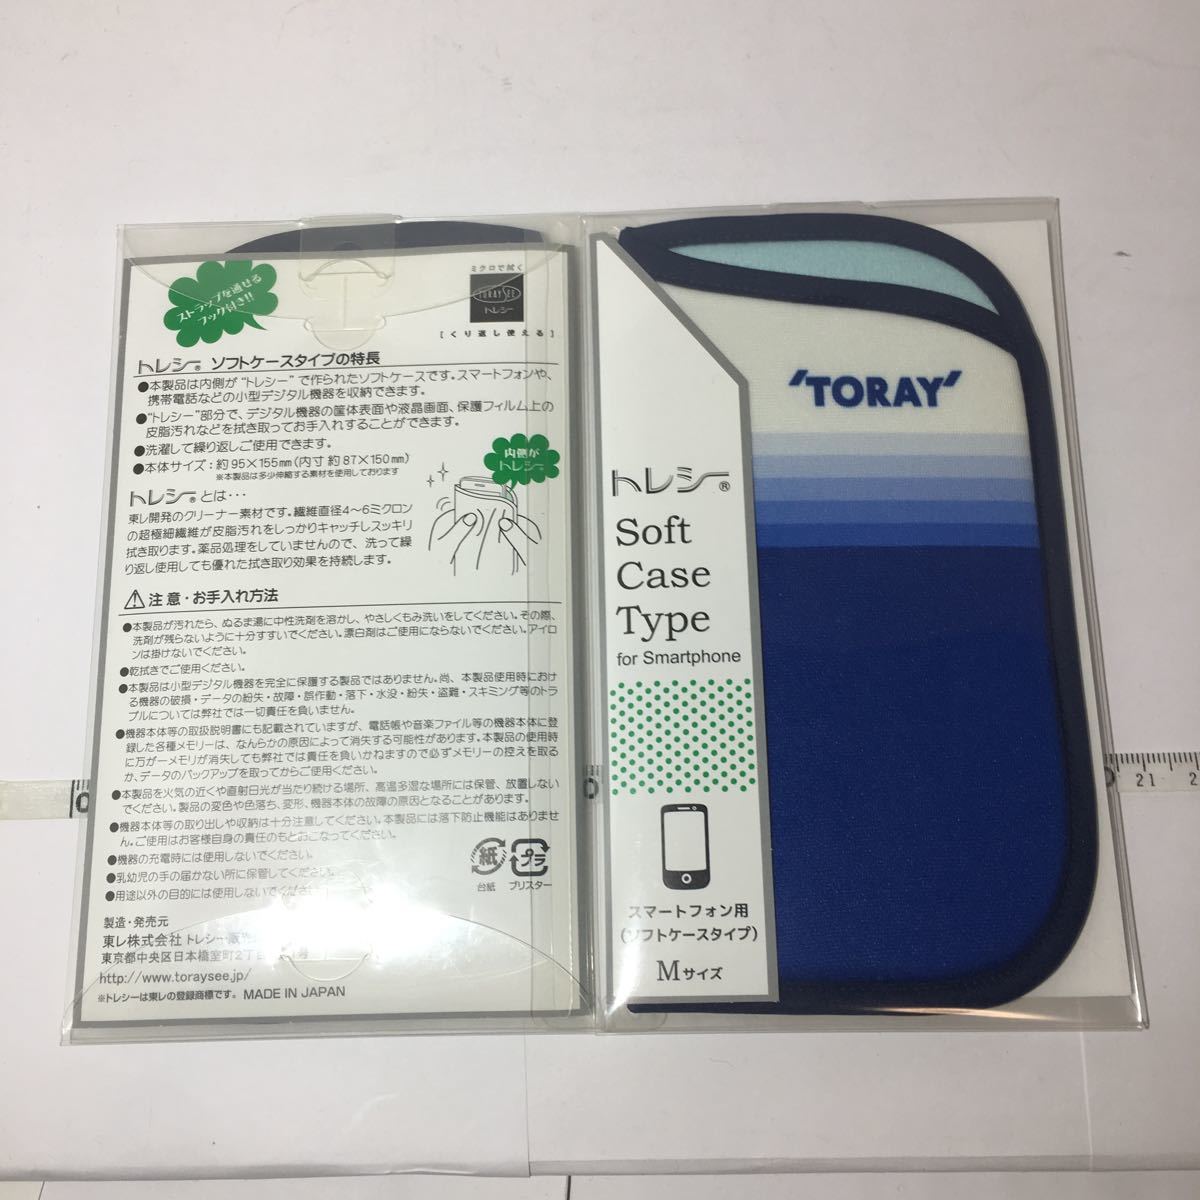 ストラップを通せる
フック付き!!
ミクロで拭く
TORAYSEE
トレシー
[くり返し使える]
トレシー® ソフトケースタイプの特長
●本製品は内側が“トレシー”で作られたソフトケースです。スマートフォンや、
携帯電話などの小型デジタル機器を収納できます。
●“トレシー”部分で、デジタル機器の筐体表面や液晶画面、保護フィルム上の
皮脂汚れなどを拭き取ってお手入れすることができます。
●洗濯して繰り返しご使用できます。
●本体サイズ：約95×155mm(内寸 約87×150mm)
※本製品は多少伸縮する素材を使用しております
内側が
トレシー®
トレシー®とは…
東レ開発のクリーナー素材です。繊維直径4〜6ミクロン
の超極細繊維が皮脂汚れをしっかりキャッチしスッキリ
拭き取ります。薬品処理をしていませんので、洗って繰
り返し使用しても優れた拭き取り効果を持続します。
⚠ 注意・お手入れ方法
●本製品が汚れたら、ぬるま湯に中性洗剤を溶かし、やさしくもみ洗いをしてください。その際、
洗剤が残らないように十分すすいでください。漂白剤はご使用にならないでください。アイロ
ンは掛けないでください。
●乾拭きでご使用ください。
●本製品は小型デジタル機器を完全に保護する製品ではありません。尚、本製品使用時におけ
る機器の破損・データの紛失・故障・誤作動・落下・水没・紛失・盗難・スキミング等のトラ
ブルについては弊社では一切責任を負いません。
●機器本体等の取扱説明書にも記載されていますが、電話帳や音楽ファイル等の機器本体に登
録した各種メモリーは、なんらかの原因によって消失する可能性があります。本製品の使用時
に万が一メモリが消失しても弊社では責任を負いかねますので必ずメモリーの控えを取る
か、データのバックアップを取ってからご使用ください。
●本製品を火気の近くや直射日光が当たり続ける場所、高温多湿な場所には保管、放置しない
でください。製品の変色や色落ち、変形、機器本体の故障の原因となることがあります。
●機器本体等の取り出しや収納は十分注意してください。本製品には落下防止機能はありませ
ん。ご使用はお客様自身の責任のもとおこなってください。
●機器の充電時には使用しないでください。
●乳幼児の手の届かない所に保管してください。
●用途以外の目的には使用しないでください。
紙
台紙
プラ
ブリスター
製造・発売元
東レ株式会社 トレシー販
東京都中央区日本橋室町2丁目
http://www.toraysee.jp/
※トレシーは東レの登録商標です。 MADE IN JAPAN
'TORAY'
トレシー®
Soft
Case
Type
for Smartphone
スマートフォン用
(ソフトケースタイプ)
Mサイズ
0
21